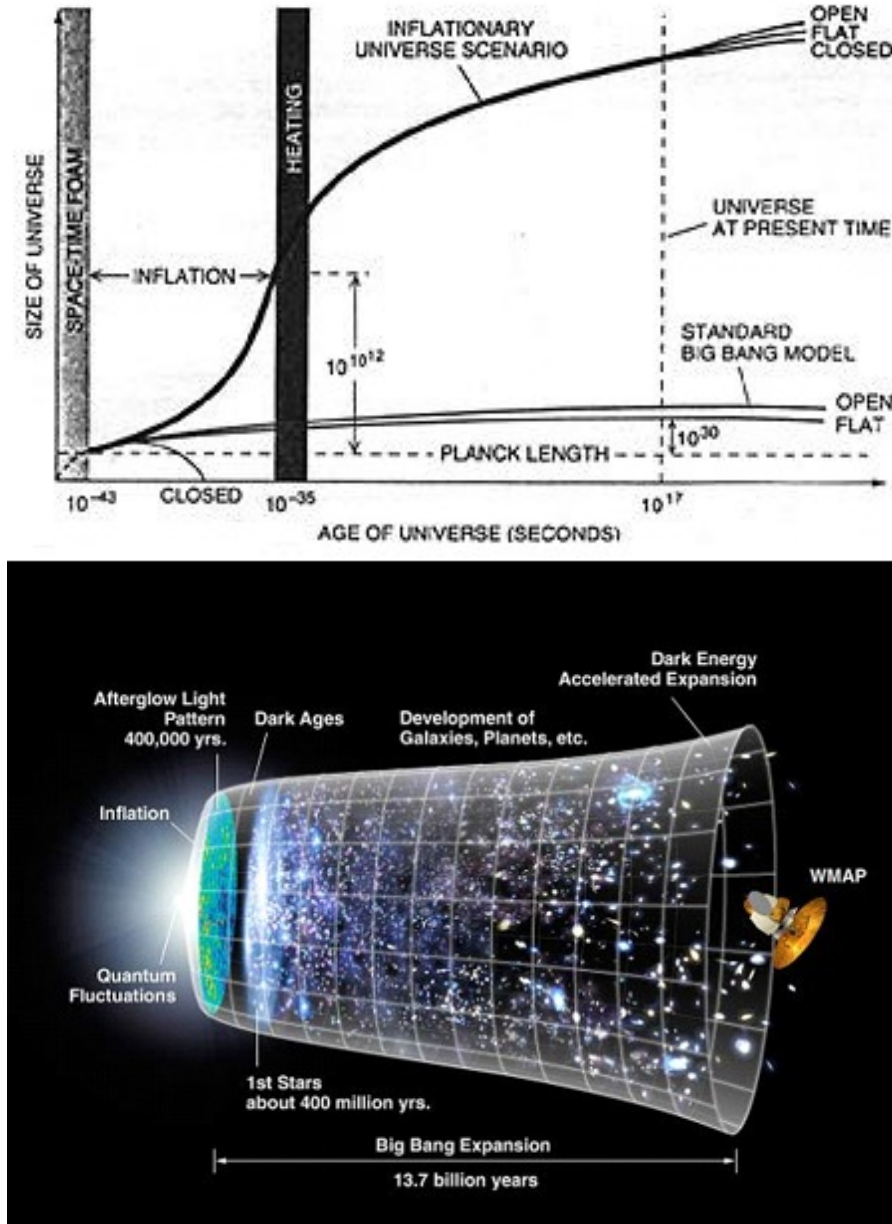 OPEN
FLAT
CLOSED
INFLATIONARY
UNIVERSE SCENARIO
HEATING
SPACE-TIME FOAM
SIZE OF UNIVERSE
UNIVERSE
AT PRESENT TIME
INFLATION
STANDARD
BIG BANG MODEL
10^10^12
OPEN
10^30
FLAT
PLANCK LENGTH
CLOSED
10^-43
10^-35
10^17
AGE OF UNIVERSE (SECONDS)
Dark Energy
Accelerated Expansion
Afterglow Light
Pattern
400,000 yrs.
Dark Ages
Development of
Galaxies, Planets, etc.
Inflation
WMAP
Quantum
Fluctuations
1st Stars
about 400 million yrs.
Big Bang Expansion
13.7 billion years